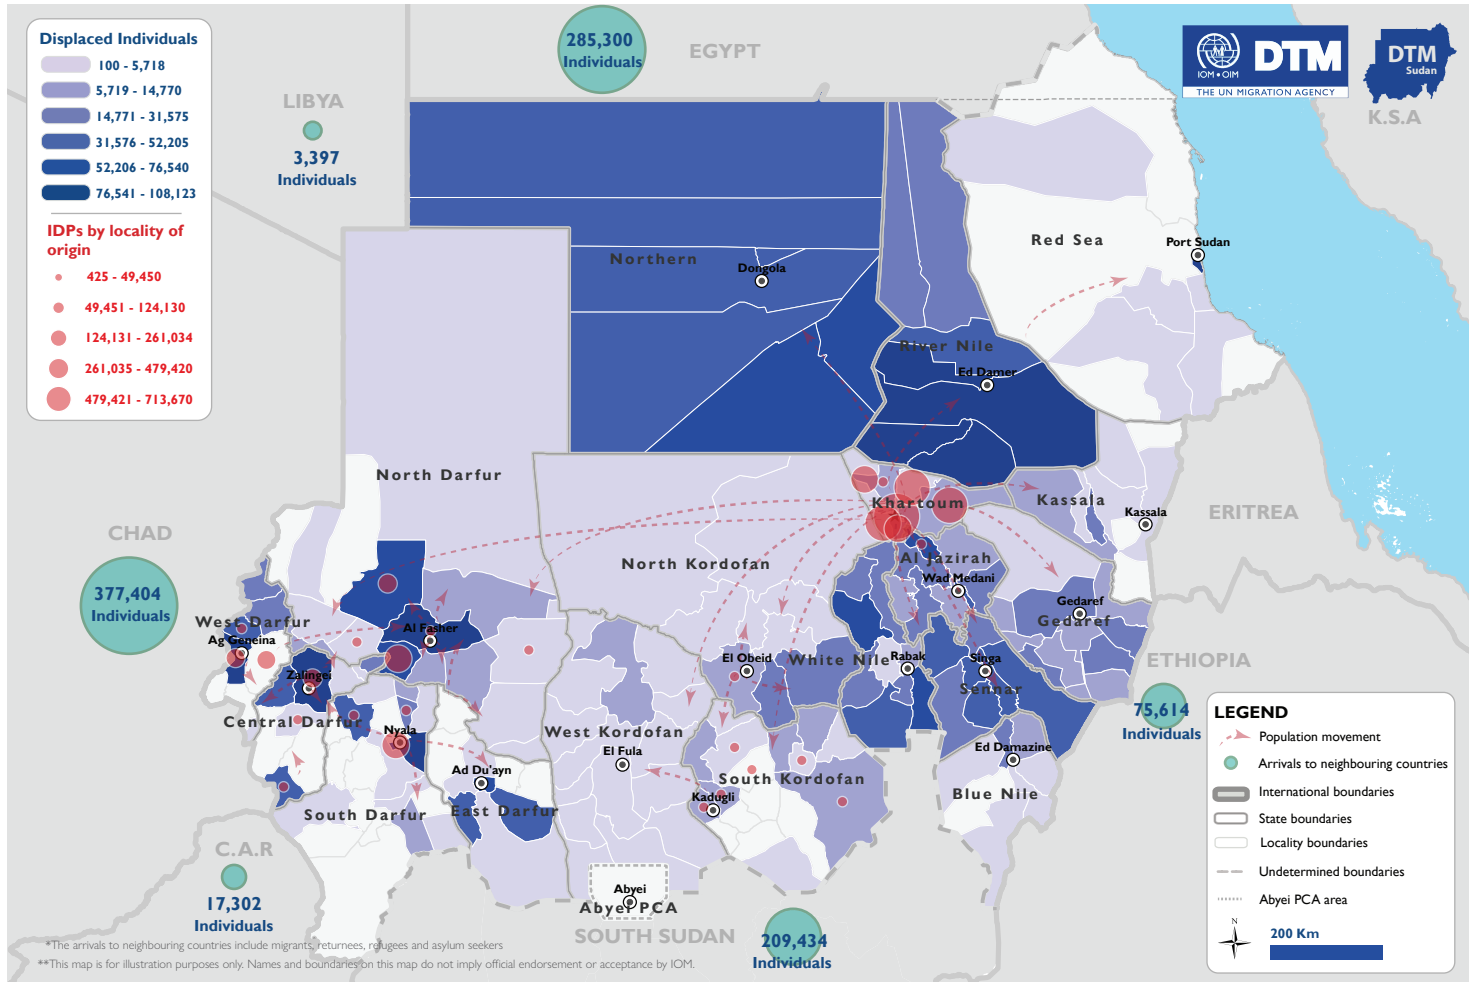 Displaced Individuals
100 - 5,718
5,719 - 14,770
14,771 - 31,575
31,576 - 52,205
52,206 - 76,540
76,541 - 108,123
IDPs by locality of
origin
425 - 49,450
49,451 - 124,130
124,131 - 261,034
261,035 - 479,420
479,421 - 713,670
285,300
Individuals
EGYPT
LIBYA
3,397
Individuals
IOM • OIM
DTM
THE UN MIGRATION AGENCY
DTM
Sudan
K.S.A
Red Sea
Port Sudan
Northern
Dongola
River Nile
Ed Damer
North Darfur
Khartoum
Kassala
Kassala
ERITREA
CHAD
377,404
Individuals
North Kordofan
Al Jazirah
Wad Medani
Gedaref
Gedaref
West Darfur
Ag Geneina
Al Fasher
El Obeid
White Nile
Rabak
Singa
Sennar
ETHIOPIA
75,614
Individuals
Zalingei
Central Darfur
Nyala
West Kordofan
El Fula
Ed Damazine
Ad Du'ayn
South Kordofan
Kadugli
Blue Nile
South Darfur
East Darfur
C.A.R
17,302
Individuals
Abyei
Abyei PCA
SOUTH SUDAN
209,434
Individuals
LEGEND
Population movement
Arrivals to neighbouring countries
International boundaries
State boundaries
Locality boundaries
Undetermined boundaries
Abyei PCA area
N
200 Km
*The arrivals to neighbouring countries include migrants, returnees, refugees and asylum seekers
**This map is for illustration purposes only. Names and boundaries on this map do not imply official endorsement or acceptance by IOM.